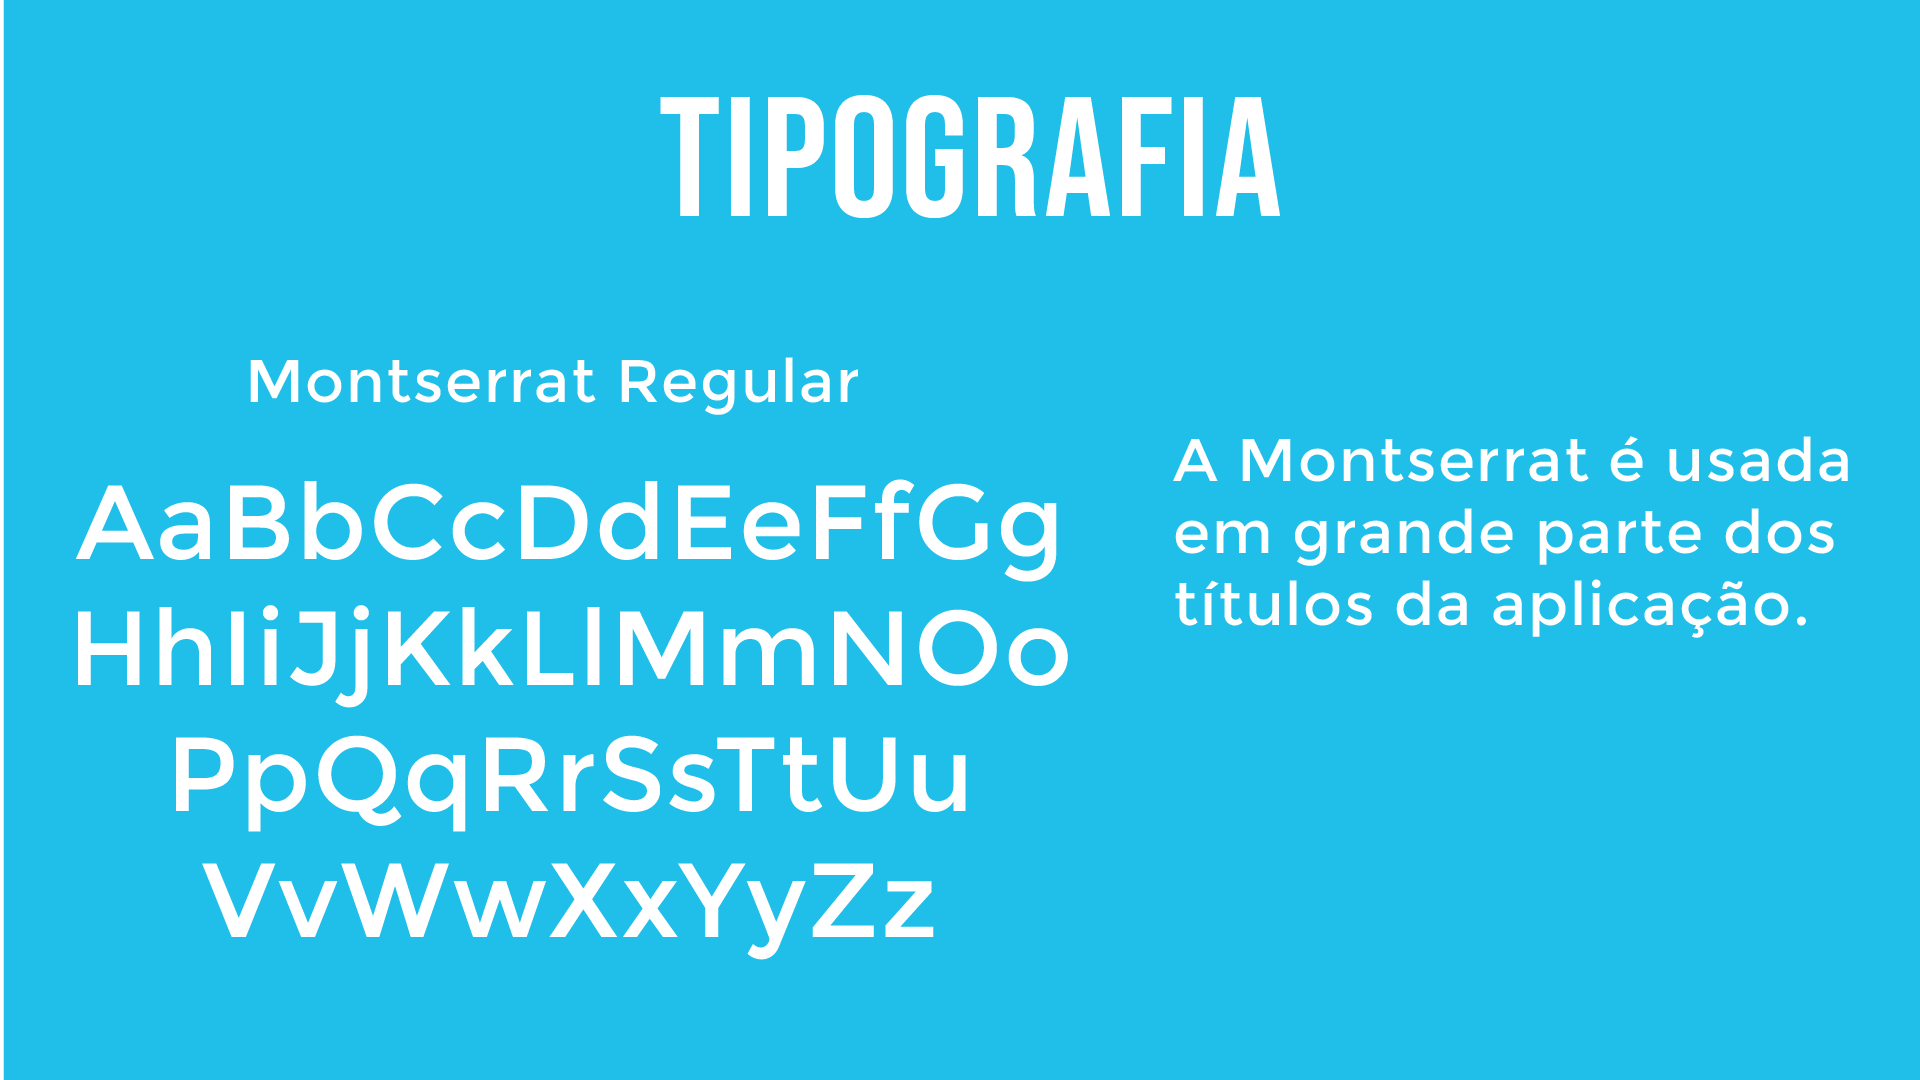 TIPOGRAFIA
Montserrat Regular
AaBbCcDdEeFfGg
HhIiJjKkLlMmNOo
PpQqRrSsTtUu
VvWwXxYyZz
A Montserrat é usada
em grande parte dos
títulos da aplicação.